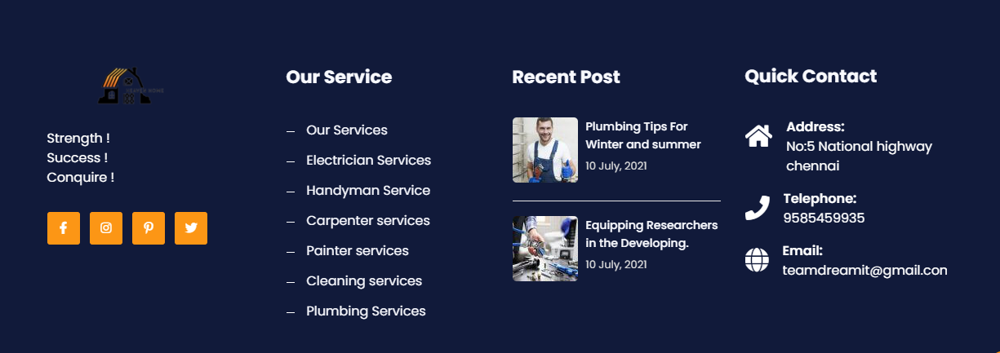 Strength !
Success !
Conquire !
Our Service
Our Services
Electrician Services
Handyman Service
Carpenter services
Painter services
Cleaning services
Plumbing Services
Recent Post
Plumbing Tips For
Winter and summer
10 July, 2021
Equipping Researchers
in the Developing.
10 July, 2021
Quick Contact
Address:
No:5 National highway
chennai
Telephone:
9585459935
Email:
teamdreamit@gmail.con